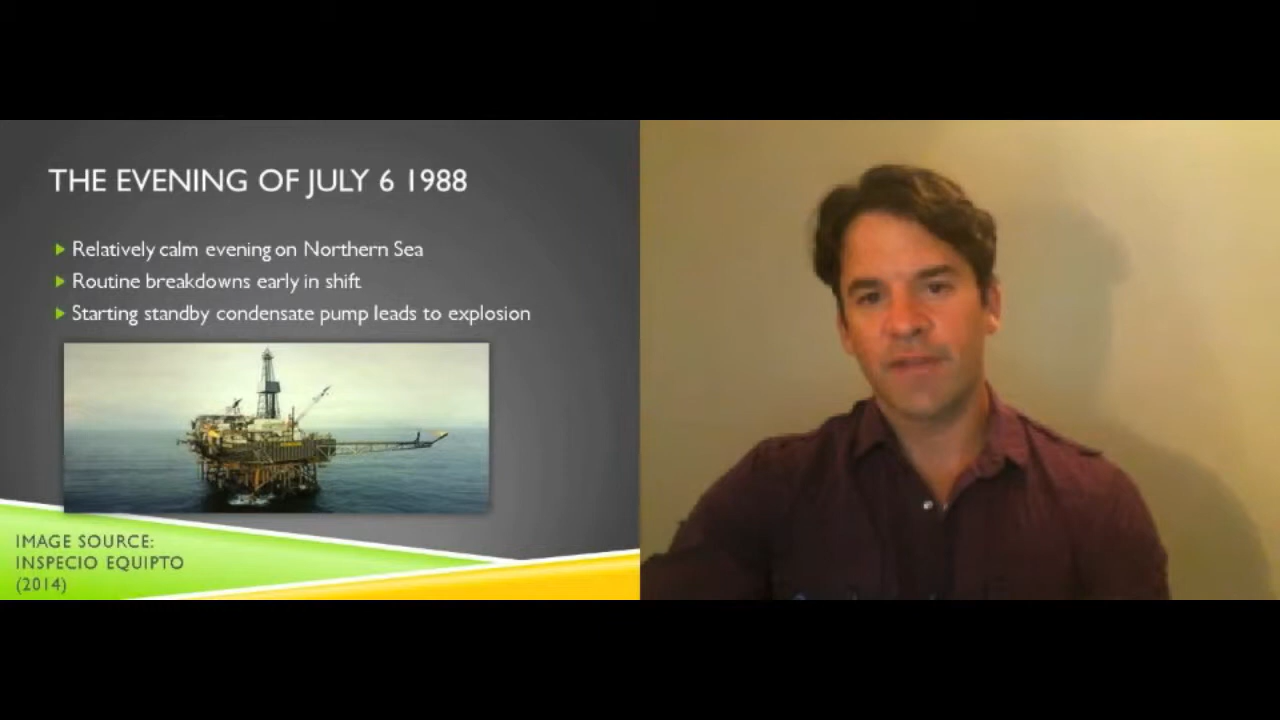 THE EVENING OF JULY 6 1988
Relatively calm evening on Northern Sea
Routine breakdowns early in shift
Starting standby condensate pump leads to explosion
IMAGE SOURCE:
INSPECIO EQUIPTO
(2014)